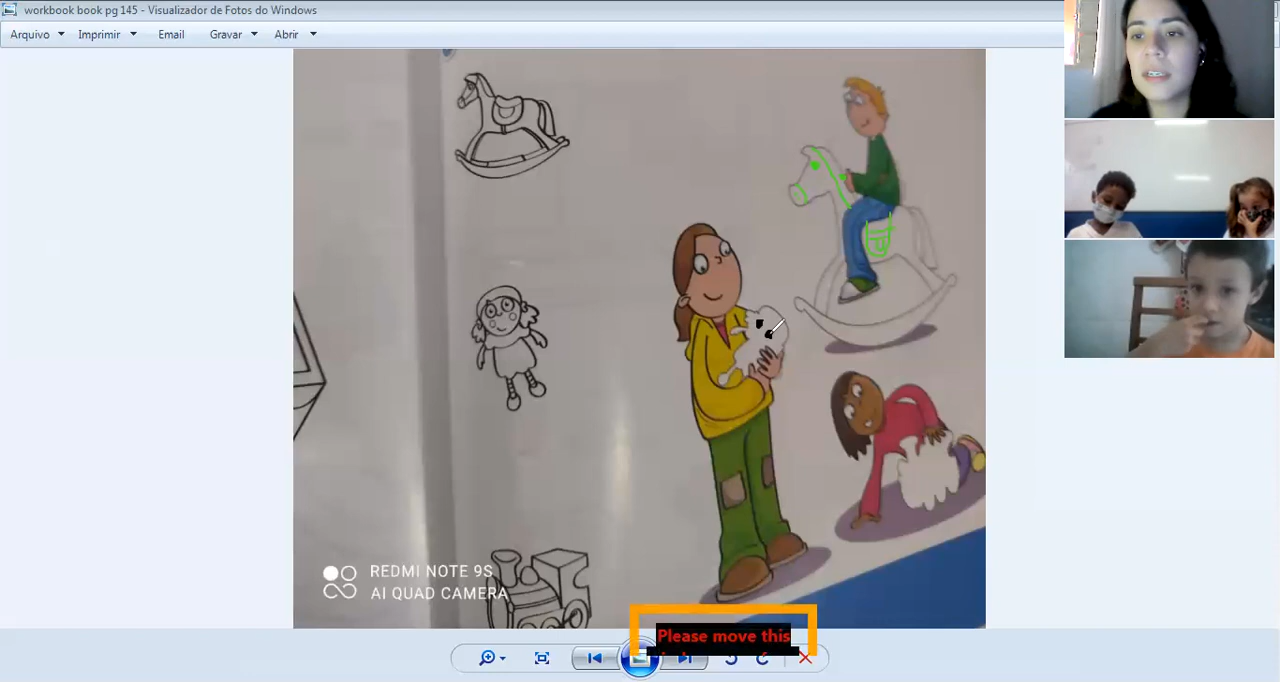 workbook book pg 145 - Visualizador de Fotos do Windows
Arquivo Imprimir Email Gravar Abrir
REDMI NOTE 9S
AI QUAD CAMERA
Please move this